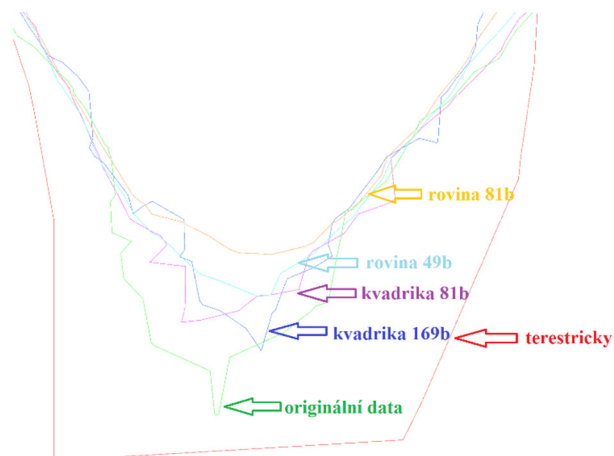 rovina 81b
rovina 49b
kvadrika 81b
kvadrika 169b
terestricky
originální data